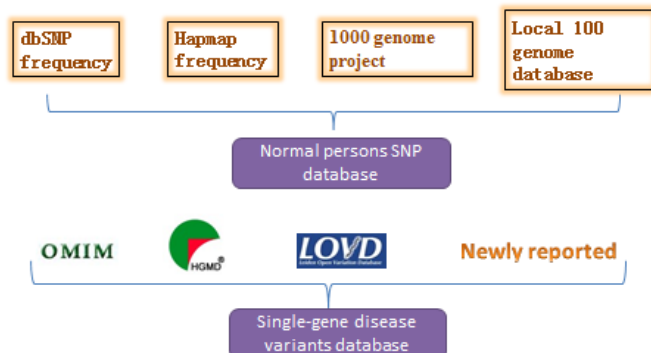 dbSNP
frequency
Hapmap
frequency
1000 genome
project
Local 100
genome
database
Normal persons SNP
database
OMIM
HGMD®
LOVD
Leiden Open Variation Database
Newly reported
Single-gene disease
variants database